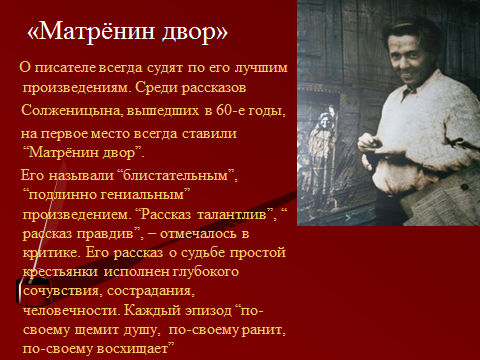 «Матрёнин двор»
О писателе всегда судят по его лучшим
произведениям. Среди рассказов
Солженицына, вышедших в 60-е годы,
на первое место всегда ставили
“Матрёнин двор”.
Его называли “блистательным”,
“подлинно гениальным”
произведением. “Рассказ талантлив”, “
рассказ правдив”, – отмечалось в
критике. Его рассказ о судьбе простой
крестьянки исполнен глубокого
сочувствия, сострадания,
человечности. Каждый эпизод “по-
своему щемит душу, по-своему ранит,
по-своему восхищает”